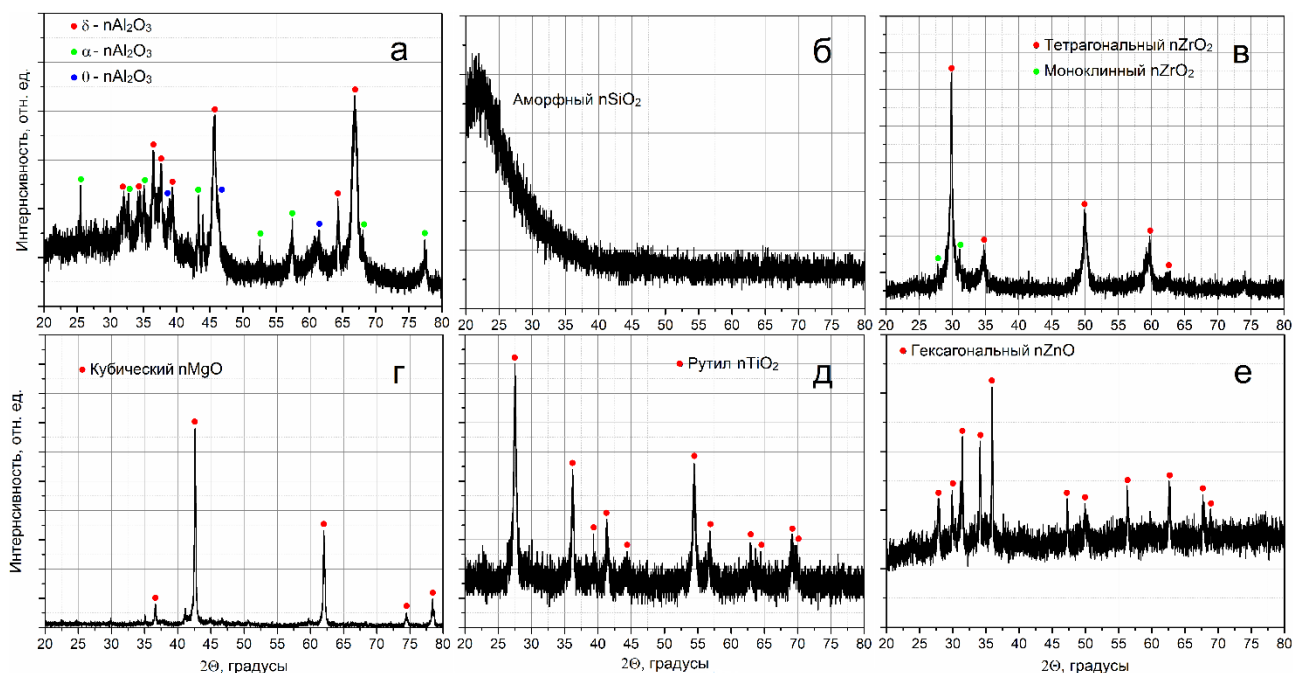 δ - nAl₂O₃
α - nAl₂O₃
θ - nAl₂O₃
а
Интернсивность, отн. ед.
20 25 30 35 40 45 50 55 60 65 70 75 80
Аморфный nSiO₂
б
20 25 30 35 40 45 50 55 60 65 70 75 80
в
Тетрагональный nZrO₂
Моноклинный nZrO₂
20 25 30 35 40 45 50 55 60 65 70 75 80
Кубический nMgO
г
Интернсивность, отн. ед.
20 25 30 35 40 45 50 55 60 65 70 75 80
2Θ, градусы
Рутил nTiO₂
д
20 25 30 35 40 45 50 55 60 65 70 75 80
2Θ, градусы
Гексагональный nZnO
е
20 25 30 35 40 45 50 55 60 65 70 75 80
2Θ, градусы